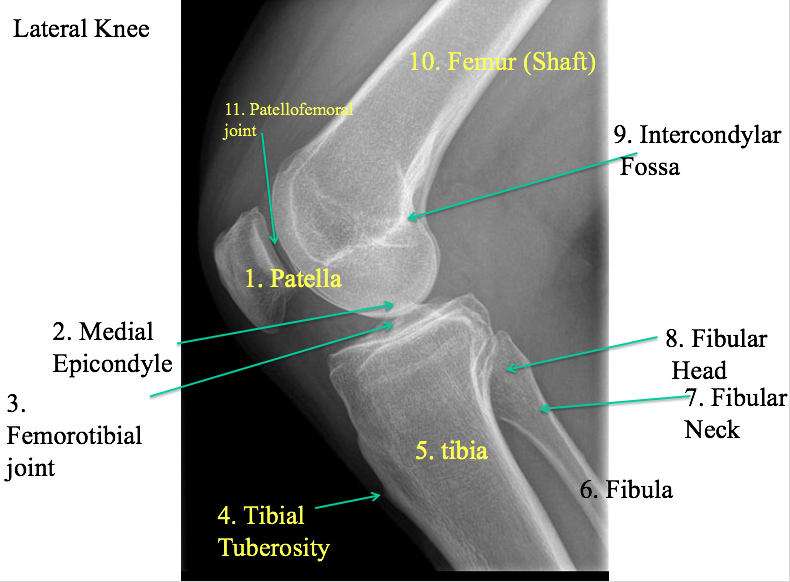 Lateral Knee
10. Femur (Shaft)
11. Patellofemoral
joint
9. Intercondylar
Fossa
1. Patella
2. Medial
Epicondyle
8. Fibular
Head
7. Fibular
Neck
3.
Femorotibial
joint
5. tibia
6. Fibula
4. Tibial
Tuberosity